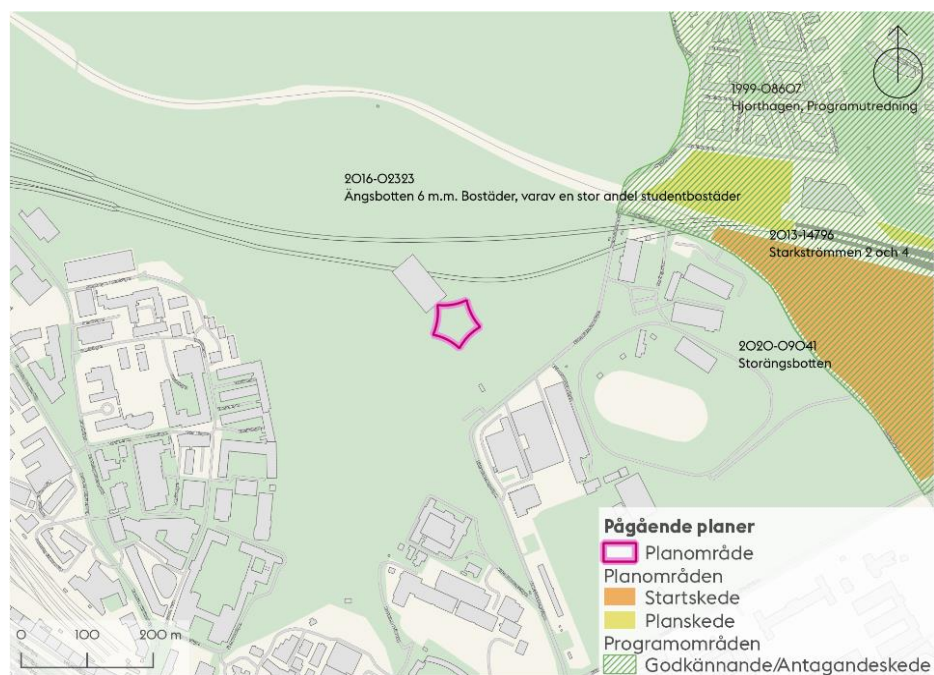 1999-08607
Hjorthagen, Programutredning
2016-02323
Ängsbotten 6 m.m. Bostäder, varav en stor andel studentbostäder
2013-14796
Starkströmmen 2 och 4
2020-09041
Storängsbotten
Pågående planer
Planområde
Planområden
Startskede
Planskede
Programområden
Godkännande/Antagandeskede
0 100 200 m